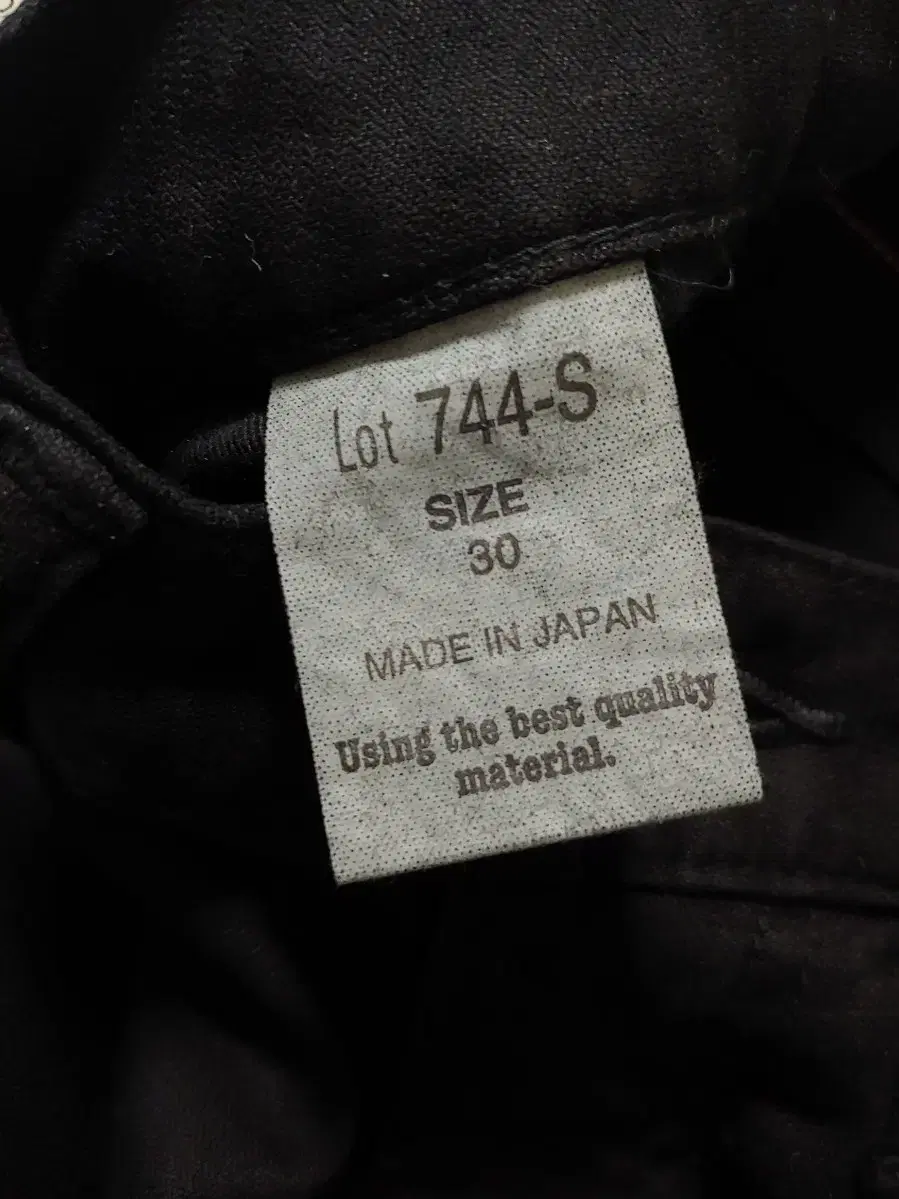 Lot 744-S
SIZE
30
MADE IN JAPAN
Using the best quality
material.